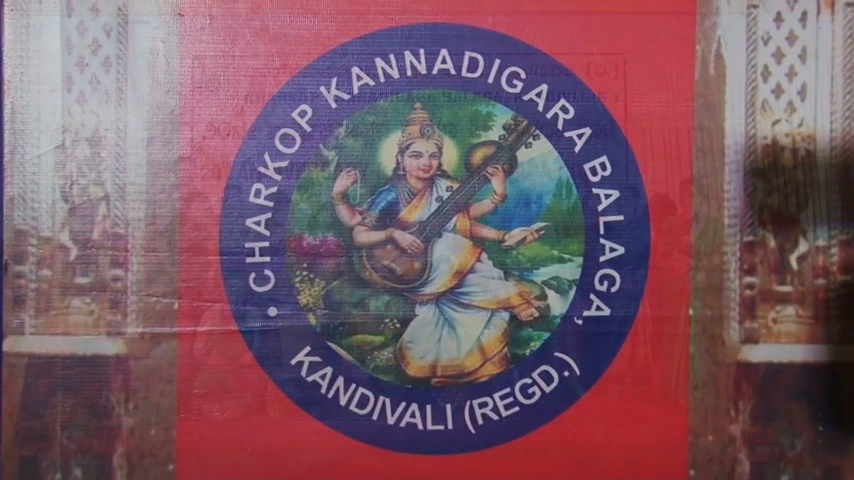 • CHARKOP KANNADIGARA BALAGA,
KANDIVALI (REGD.)